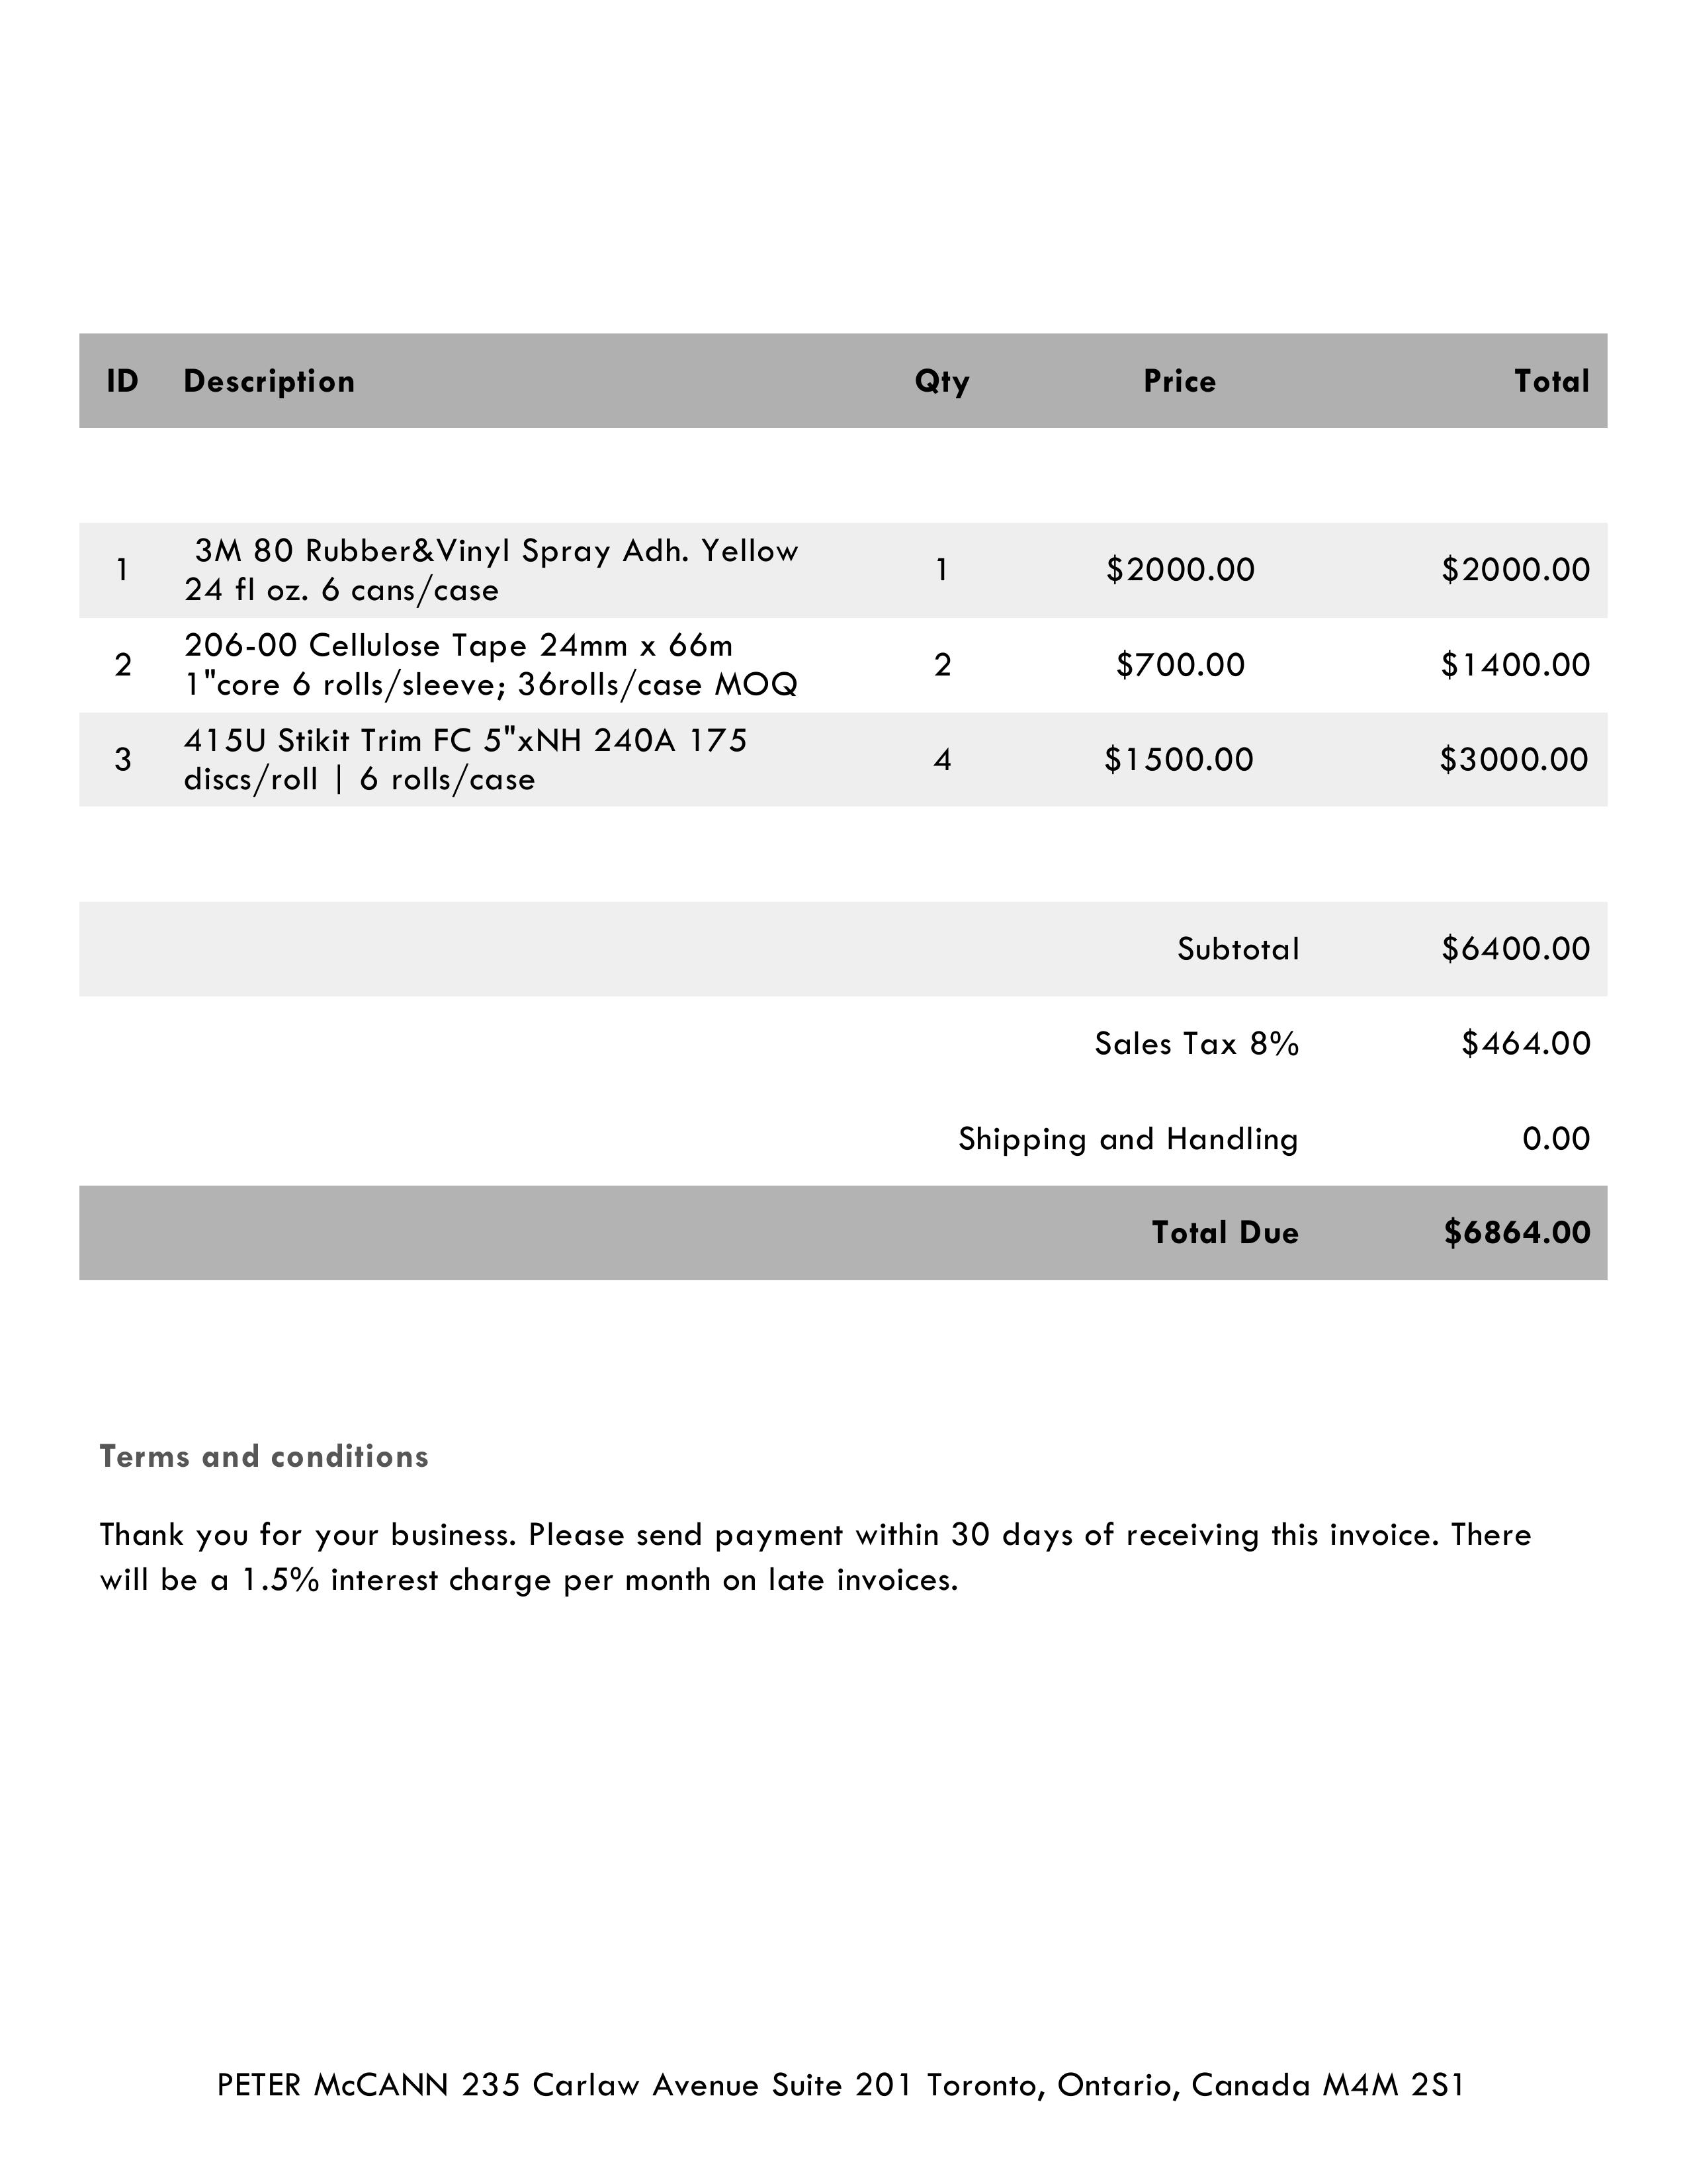 ID Description Qty Price Total
1 3M 80 Rubber&Vinyl Spray Adh. Yellow 24 fl oz. 6 cans/case 1 $2000.00 $2000.00
2 206-00 Cellulose Tape 24mm x 66m 1"core 6 rolls/sleeve; 36rolls/case MOQ 2 $700.00 $1400.00
3 415U Stikit Trim FC 5"xNH 240A 175 discs/roll | 6 rolls/case 4 $1500.00 $3000.00
Subtotal $6400.00
Sales Tax 8% $464.00
Shipping and Handling 0.00
Total Due $6864.00
Terms and conditions
Thank you for your business. Please send payment within 30 days of receiving this invoice. There
will be a 1.5% interest charge per month on late invoices.
PETER McCANN 235 Carlaw Avenue Suite 201 Toronto, Ontario, Canada M4M 2S1